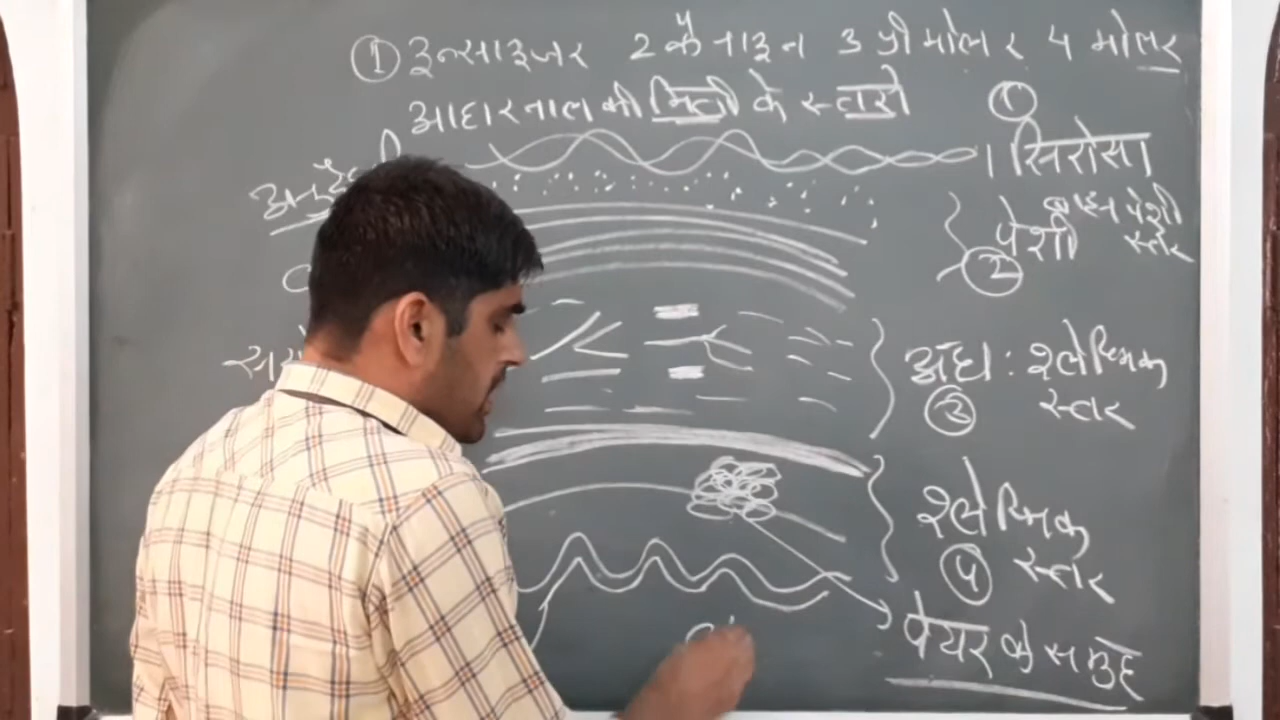 ① इन्साइजर 2 कैनाइन 3 प्रीमोलर 4 मोलर
आहारनाल की भित्ती के स्तारो
①
1 सिरोसा
बाह्य पेशी स्तर
पेशी
②
अधः श्लेष्मिक
③ स्तर
श्लेष्मिक
④ स्तर
पेयर के समुह